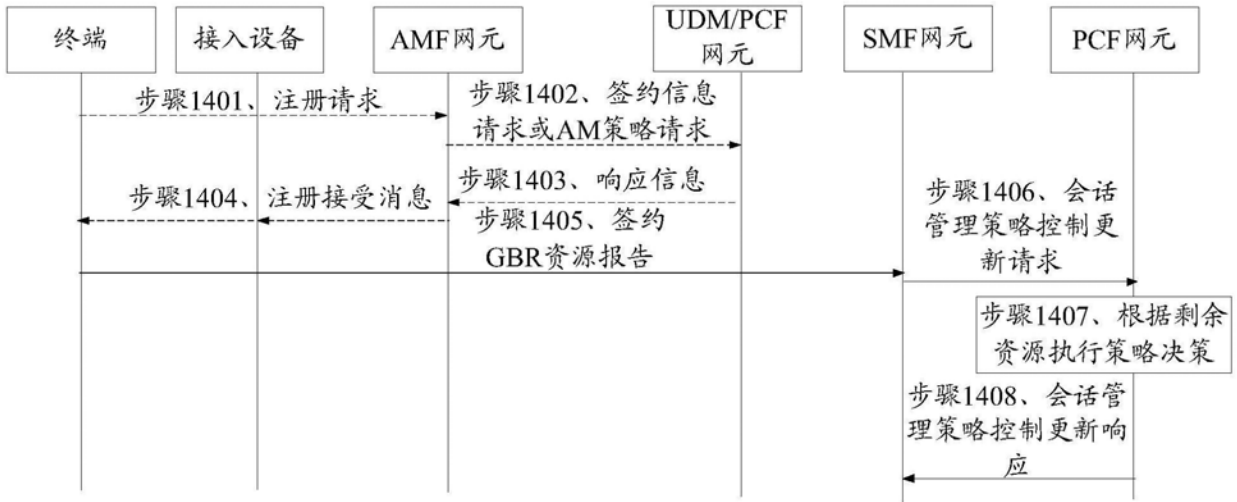 终端
接入设备
AMF网元
UDM/PCF
网元
SMF网元
PCF网元
步骤1401、注册请求
步骤1402、签约信息
请求或AM策略请求
步骤1403、响应信息
步骤1404、注册接受消息
步骤1405、签约
GBR资源报告
步骤1406、会话
管理策略控制更
新请求
步骤1407、根据剩余
资源执行策略决策
步骤1408、会话管
理策略控制更新响
应